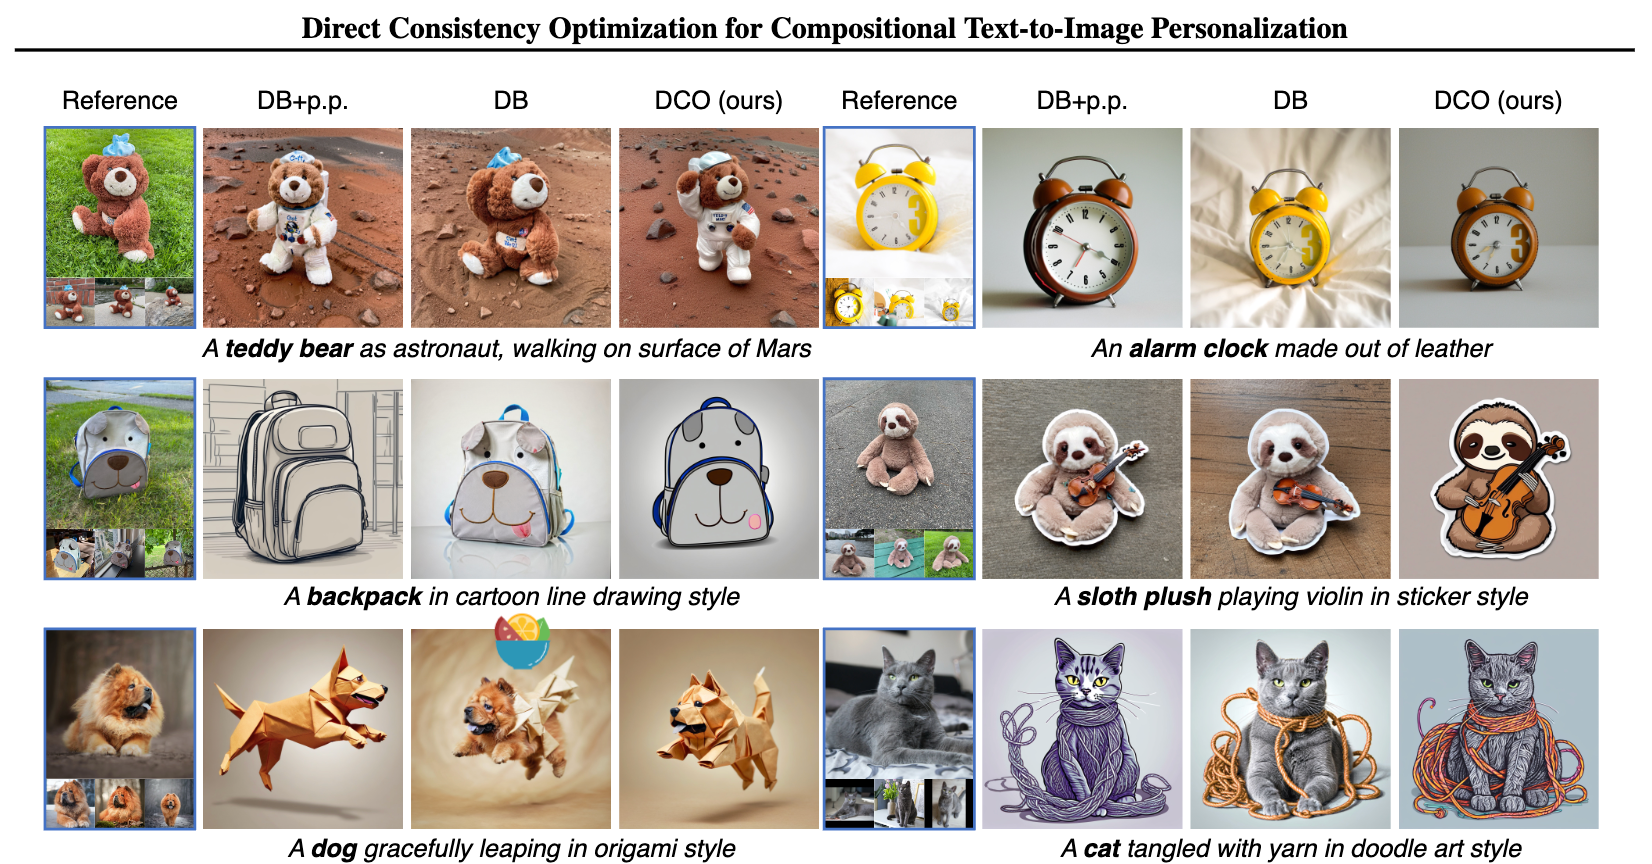 Direct Consistency Optimization for Compositional Text-to-Image Personalization
Reference DB+p.p. DB DCO (ours) Reference DB+p.p. DB DCO (ours)
A teddy bear as astronaut, walking on surface of Mars An alarm clock made out of leather
A backpack in cartoon line drawing style A sloth plush playing violin in sticker style
A dog gracefully leaping in origami style A cat tangled with yarn in doodle art style